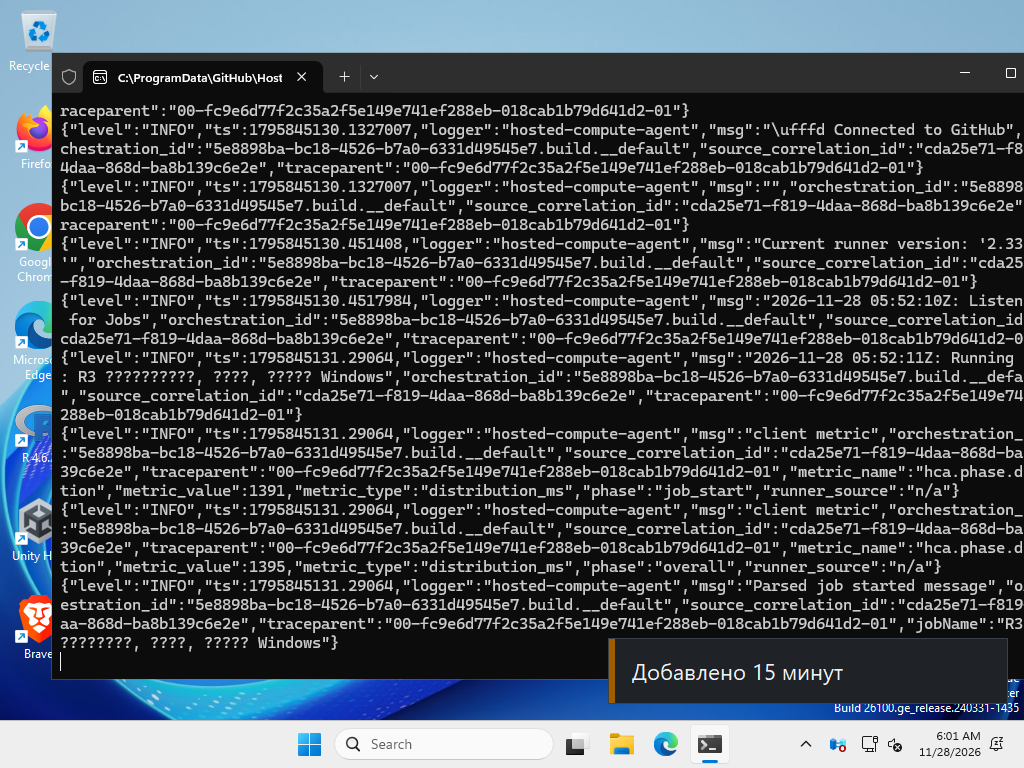 Recycle
Firefo
Google
Chrom
Microso
Edge
R 4.6.
Unity H
Brave
C:\ProgramData\GitHub\Host
raceparent":"00-fc9e6d77f2c35a2f5e149e741ef288eb-018cab1b79d641d2-01"}
{"level":"INFO","ts":1795845130.1327007,"logger":"hosted-compute-agent","msg":"\ufffd Connected to GitHub",
chestration_id":"5e8898ba-bc18-4526-b7a0-6331d49545e7.build.__default","source_correlation_id":"cda25e71-f8
4daa-868d-ba8b139c6e2e","traceparent":"00-fc9e6d77f2c35a2f5e149e741ef288eb-018cab1b79d641d2-01"}
{"level":"INFO","ts":1795845130.1327007,"logger":"hosted-compute-agent","msg":"","orchestration_id":"5e8898
bc18-4526-b7a0-6331d49545e7.build.__default","source_correlation_id":"cda25e71-f819-4daa-868d-ba8b139c6e2e"
raceparent":"00-fc9e6d77f2c35a2f5e149e741ef288eb-018cab1b79d641d2-01"}
{"level":"INFO","ts":1795845130.451408,"logger":"hosted-compute-agent","msg":"Current runner version: '2.33
'","orchestration_id":"5e8898ba-bc18-4526-b7a0-6331d49545e7.build.__default","source_correlation_id":"cda25
-f819-4daa-868d-ba8b139c6e2e","traceparent":"00-fc9e6d77f2c35a2f5e149e741ef288eb-018cab1b79d641d2-01"}
{"level":"INFO","ts":1795845130.4517984,"logger":"hosted-compute-agent","msg":"2026-11-28 05:52:10Z: Listen
for Jobs","orchestration_id":"5e8898ba-bc18-4526-b7a0-6331d49545e7.build.__default","source_correlation_id
cda25e71-f819-4daa-868d-ba8b139c6e2e","traceparent":"00-fc9e6d77f2c35a2f5e149e741ef288eb-018cab1b79d641d2-0
{"level":"INFO","ts":1795845131.29064,"logger":"hosted-compute-agent","msg":"2026-11-28 05:52:11Z: Running
: R3 ??????????, ????, ????? Windows","orchestration_id":"5e8898ba-bc18-4526-b7a0-6331d49545e7.build.__defa
","source_correlation_id":"cda25e71-f819-4daa-868d-ba8b139c6e2e","traceparent":"00-fc9e6d77f2c35a2f5e149e74
288eb-018cab1b79d641d2-01"}
{"level":"INFO","ts":1795845131.29064,"logger":"hosted-compute-agent","msg":"client metric","orchestration_
:"5e8898ba-bc18-4526-b7a0-6331d49545e7.build.__default","source_correlation_id":"cda25e71-f819-4daa-868d-ba
39c6e2e","traceparent":"00-fc9e6d77f2c35a2f5e149e741ef288eb-018cab1b79d641d2-01","metric_name":"hca.phase.d
tion","metric_value":1391,"metric_type":"distribution_ms","phase":"job_start","runner_source":"n/a"}
{"level":"INFO","ts":1795845131.29064,"logger":"hosted-compute-agent","msg":"client metric","orchestration_
:"5e8898ba-bc18-4526-b7a0-6331d49545e7.build.__default","source_correlation_id":"cda25e71-f819-4daa-868d-ba
39c6e2e","traceparent":"00-fc9e6d77f2c35a2f5e149e741ef288eb-018cab1b79d641d2-01","metric_name":"hca.phase.d
tion","metric_value":1395,"metric_type":"distribution_ms","phase":"overall","runner_source":"n/a"}
{"level":"INFO","ts":1795845131.29064,"logger":"hosted-compute-agent","msg":"Parsed job started message","o
estration_id":"5e8898ba-bc18-4526-b7a0-6331d49545e7.build.__default","source_correlation_id":"cda25e71-f819
aa-868d-ba8b139c6e2e","traceparent":"00-fc9e6d77f2c35a2f5e149e741ef288eb-018cab1b79d641d2-01","jobName":"R3
????????, ????, ????? Windows"}
Добавлено 15 минут
Build 26100.ge_release.240331-1435
Search
6:01 AM
11/28/2026